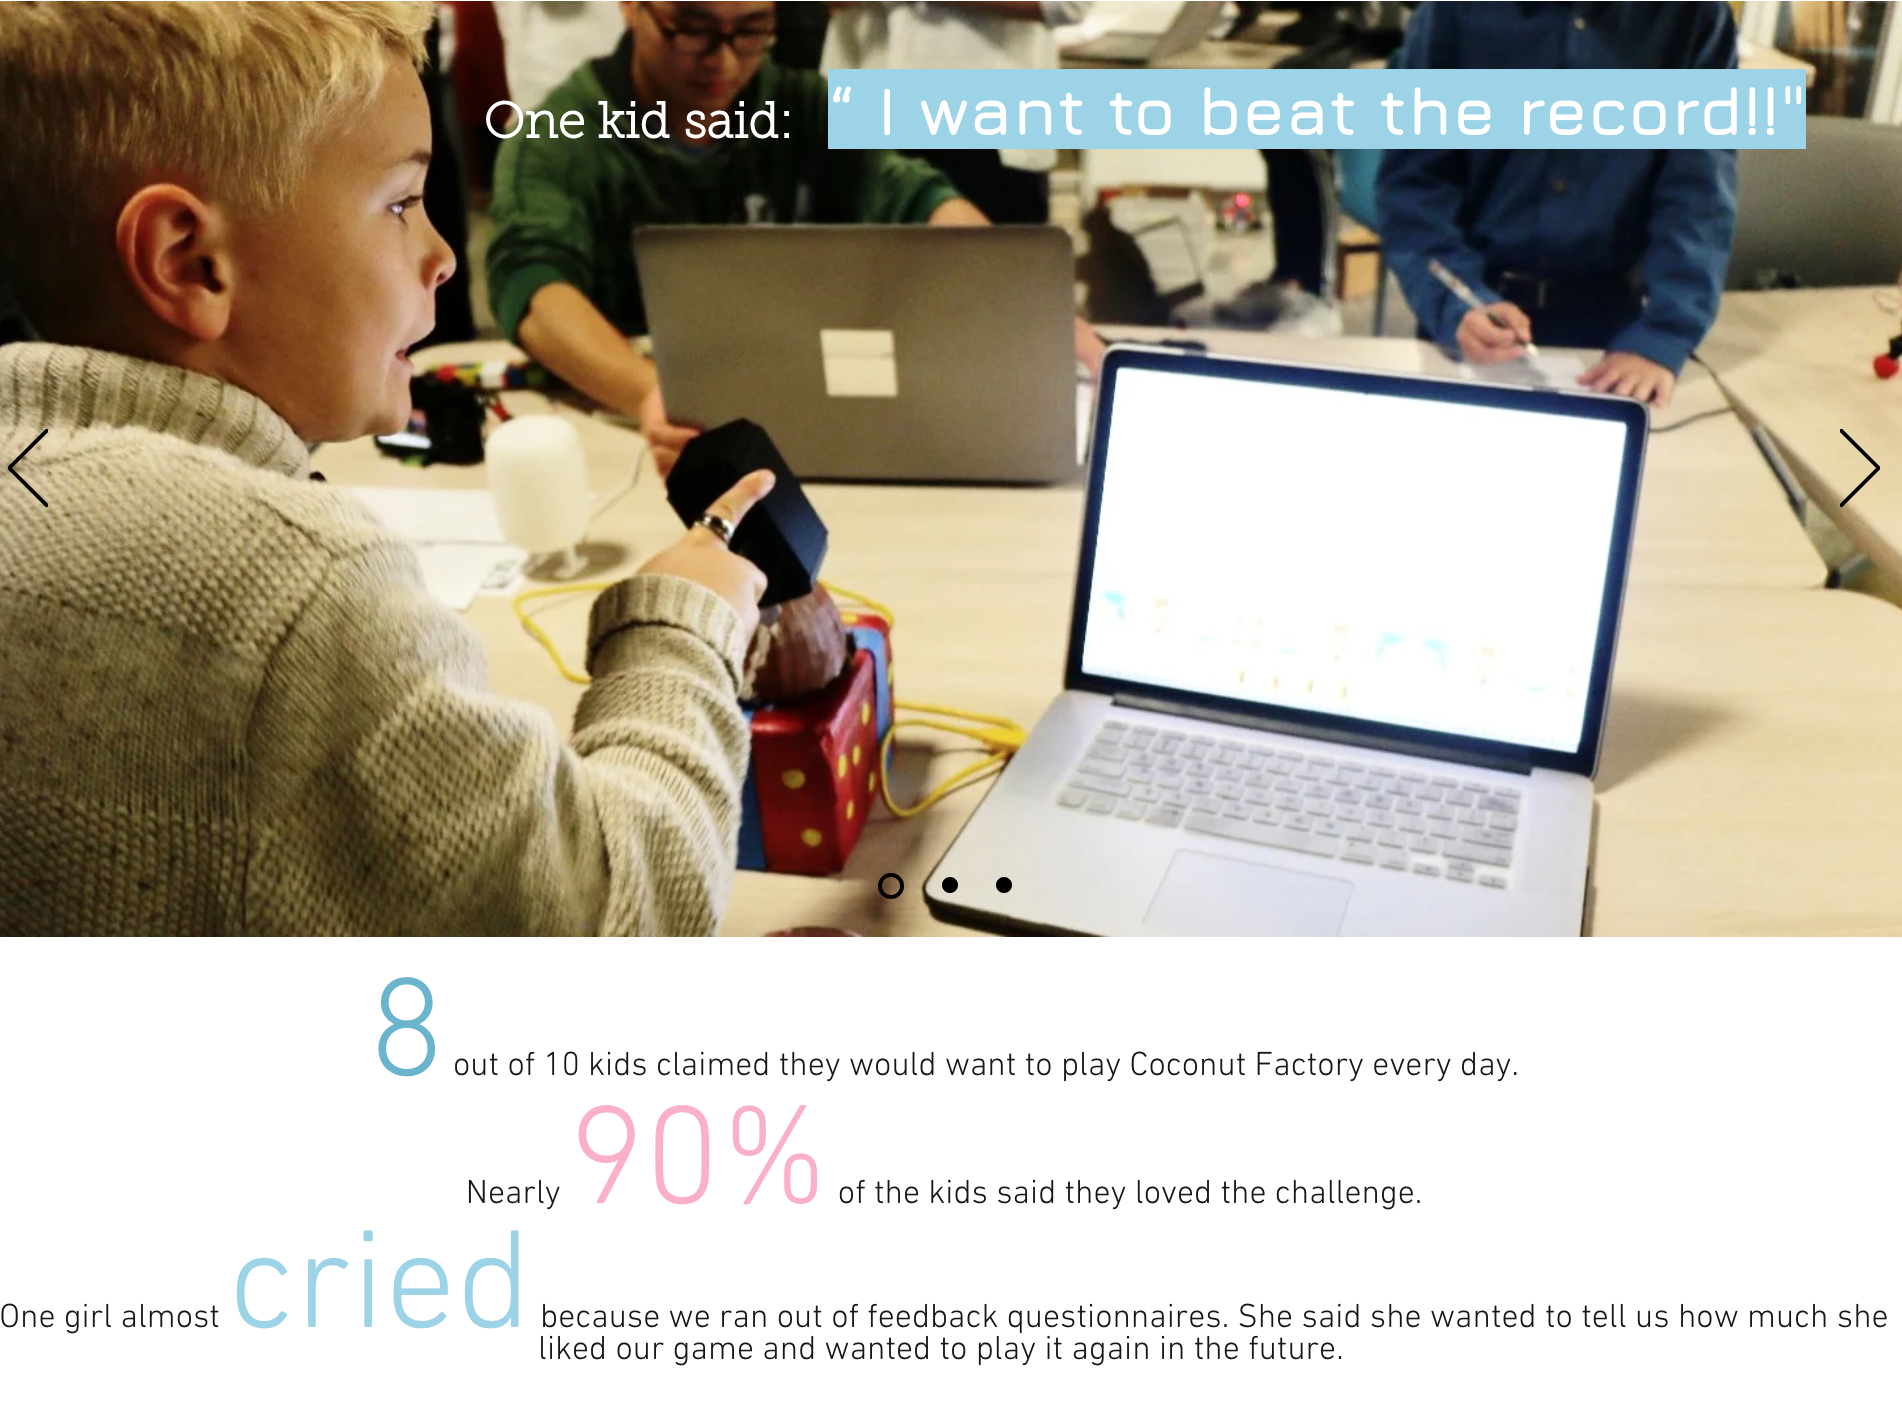 One kid said: “ I want to beat the record!!"
8 out of 10 kids claimed they would want to play Coconut Factory every day.
Nearly 90% of the kids said they loved the challenge.
One girl almost cried because we ran out of feedback questionnaires. She said she wanted to tell us how much she
liked our game and wanted to play it again in the future.